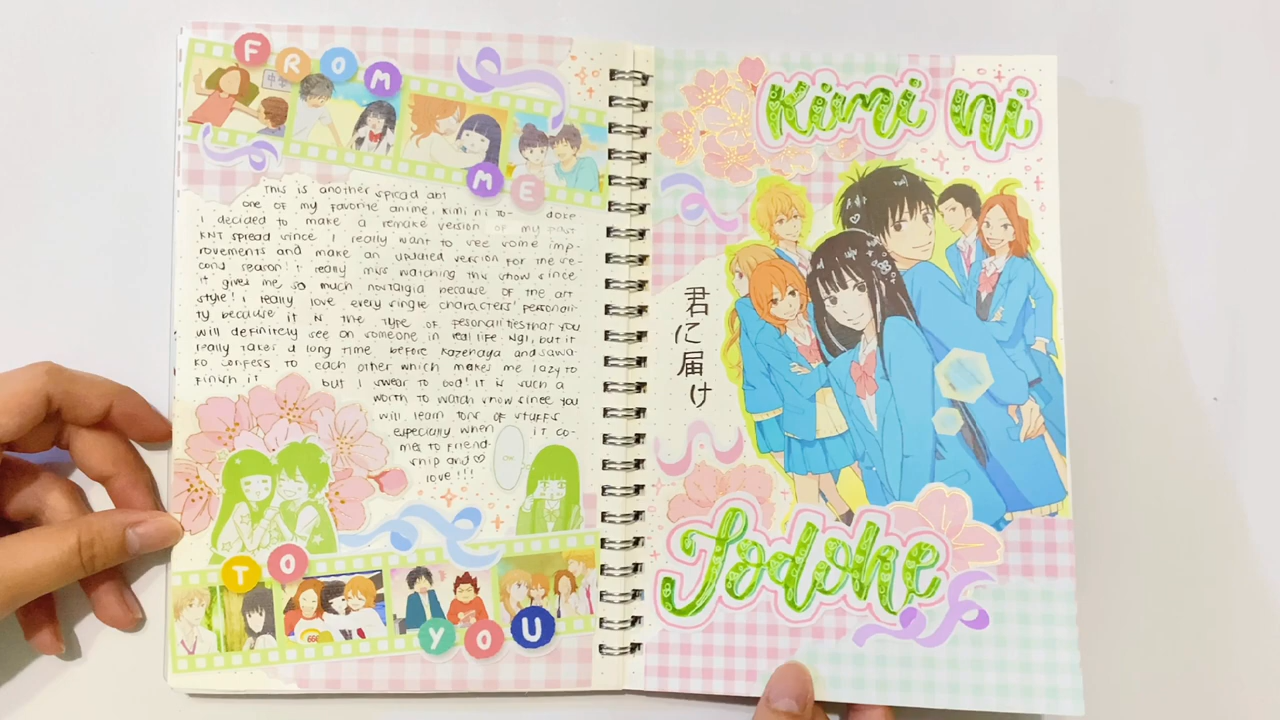 FROM
ME
This is another spread abt
one of my favorite anime, Kimi ni to- doke
I decided to make a remake version of my past
KNT spread since I really want to see some imp-
rovements and make an updated version for the se-
cond season! I really miss watching this show since
it gives me so much nostalgia because of the art
style! I really love every single characters' personali-
ty because it is the type of pesonalities that you
will definitely see on someone in real life. Ngl, but it
really takes a long time before Kazehaya and Sawa-
ko confess to each other which makes me lazy to
finish it but I swear to God! It is such a
worth to watch show since you
will learn tons of stuffs
especially when it co-
mes to friend-
ship and ♡
love!!!
TO
YOU
Kimi ni
君に届け
Todoke